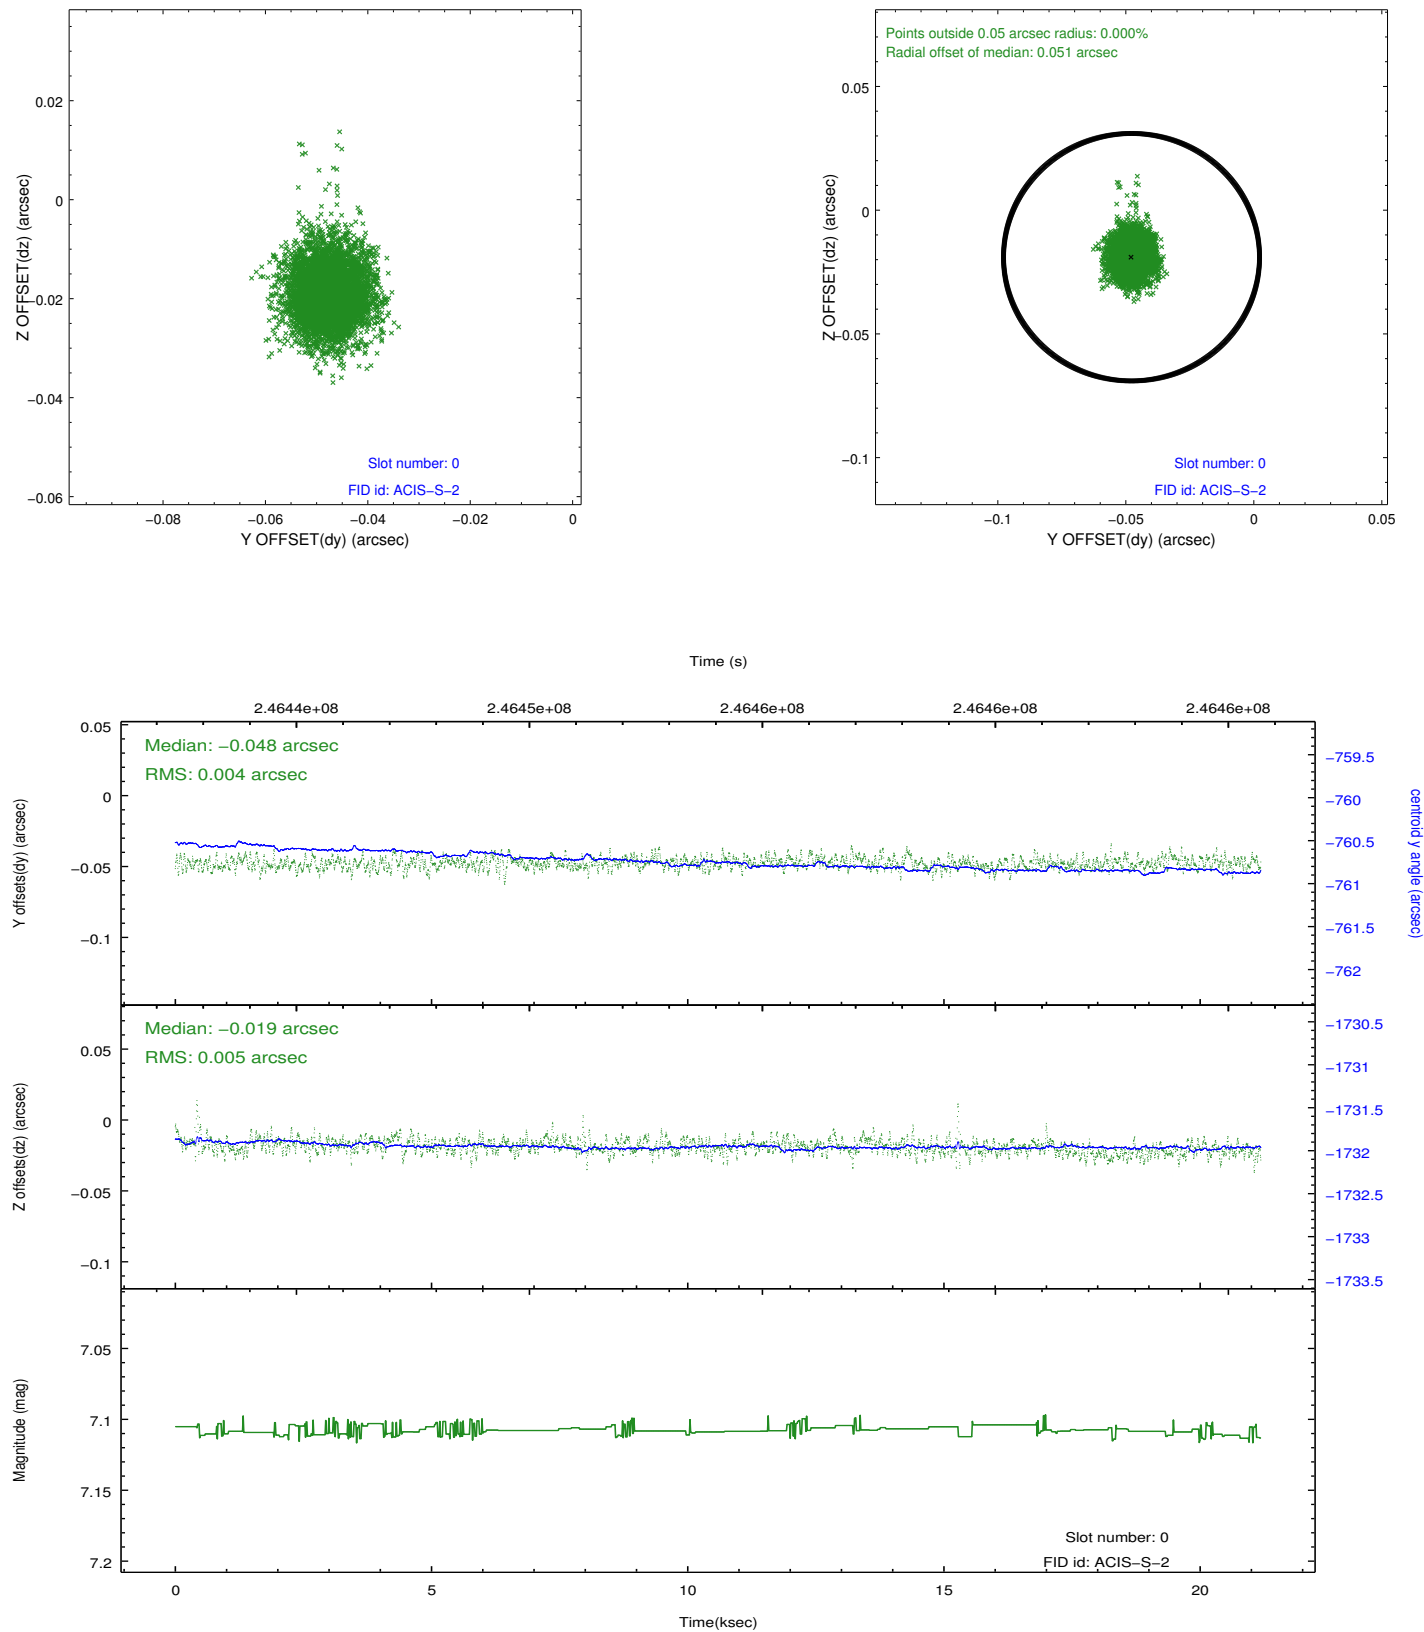 0.02
0
−0.02
−0.04
−0.06
Z OFFSET(dz) (arcsec)
Slot number: 0
FID id: ACIS−S−2
−0.08
−0.06
−0.04
−0.02
0
Y OFFSET(dy) (arcsec)
Points outside 0.05 arcsec radius: 0.000%
Radial offset of median: 0.051 arcsec
0.05
0
−0.05
−0.1
Z OFFSET(dz) (arcsec)
Slot number: 0
FID id: ACIS−S−2
−0.1
−0.05
0
0.05
Y OFFSET(dy) (arcsec)
Time (s)
2.4644e+08
2.4645e+08
2.4646e+08
2.4646e+08
2.4646e+08
Median: −0.048 arcsec
RMS: 0.004 arcsec
0.05
0
−0.05
−0.1
Y offsets(dy) (arcsec)
−759.5
−760
−760.5
−761
−761.5
−762
centroid y angle (arcsec)
Median: −0.019 arcsec
RMS: 0.005 arcsec
0.05
0
−0.05
−0.1
Z offsets(dz) (arcsec)
−1730.5
−1731
−1731.5
−1732
−1732.5
−1733
−1733.5
7.05
7.1
7.15
7.2
Magnitude (mag)
Slot number: 0
FID id: ACIS−S−2
0
5
10
15
20
Time(ksec)